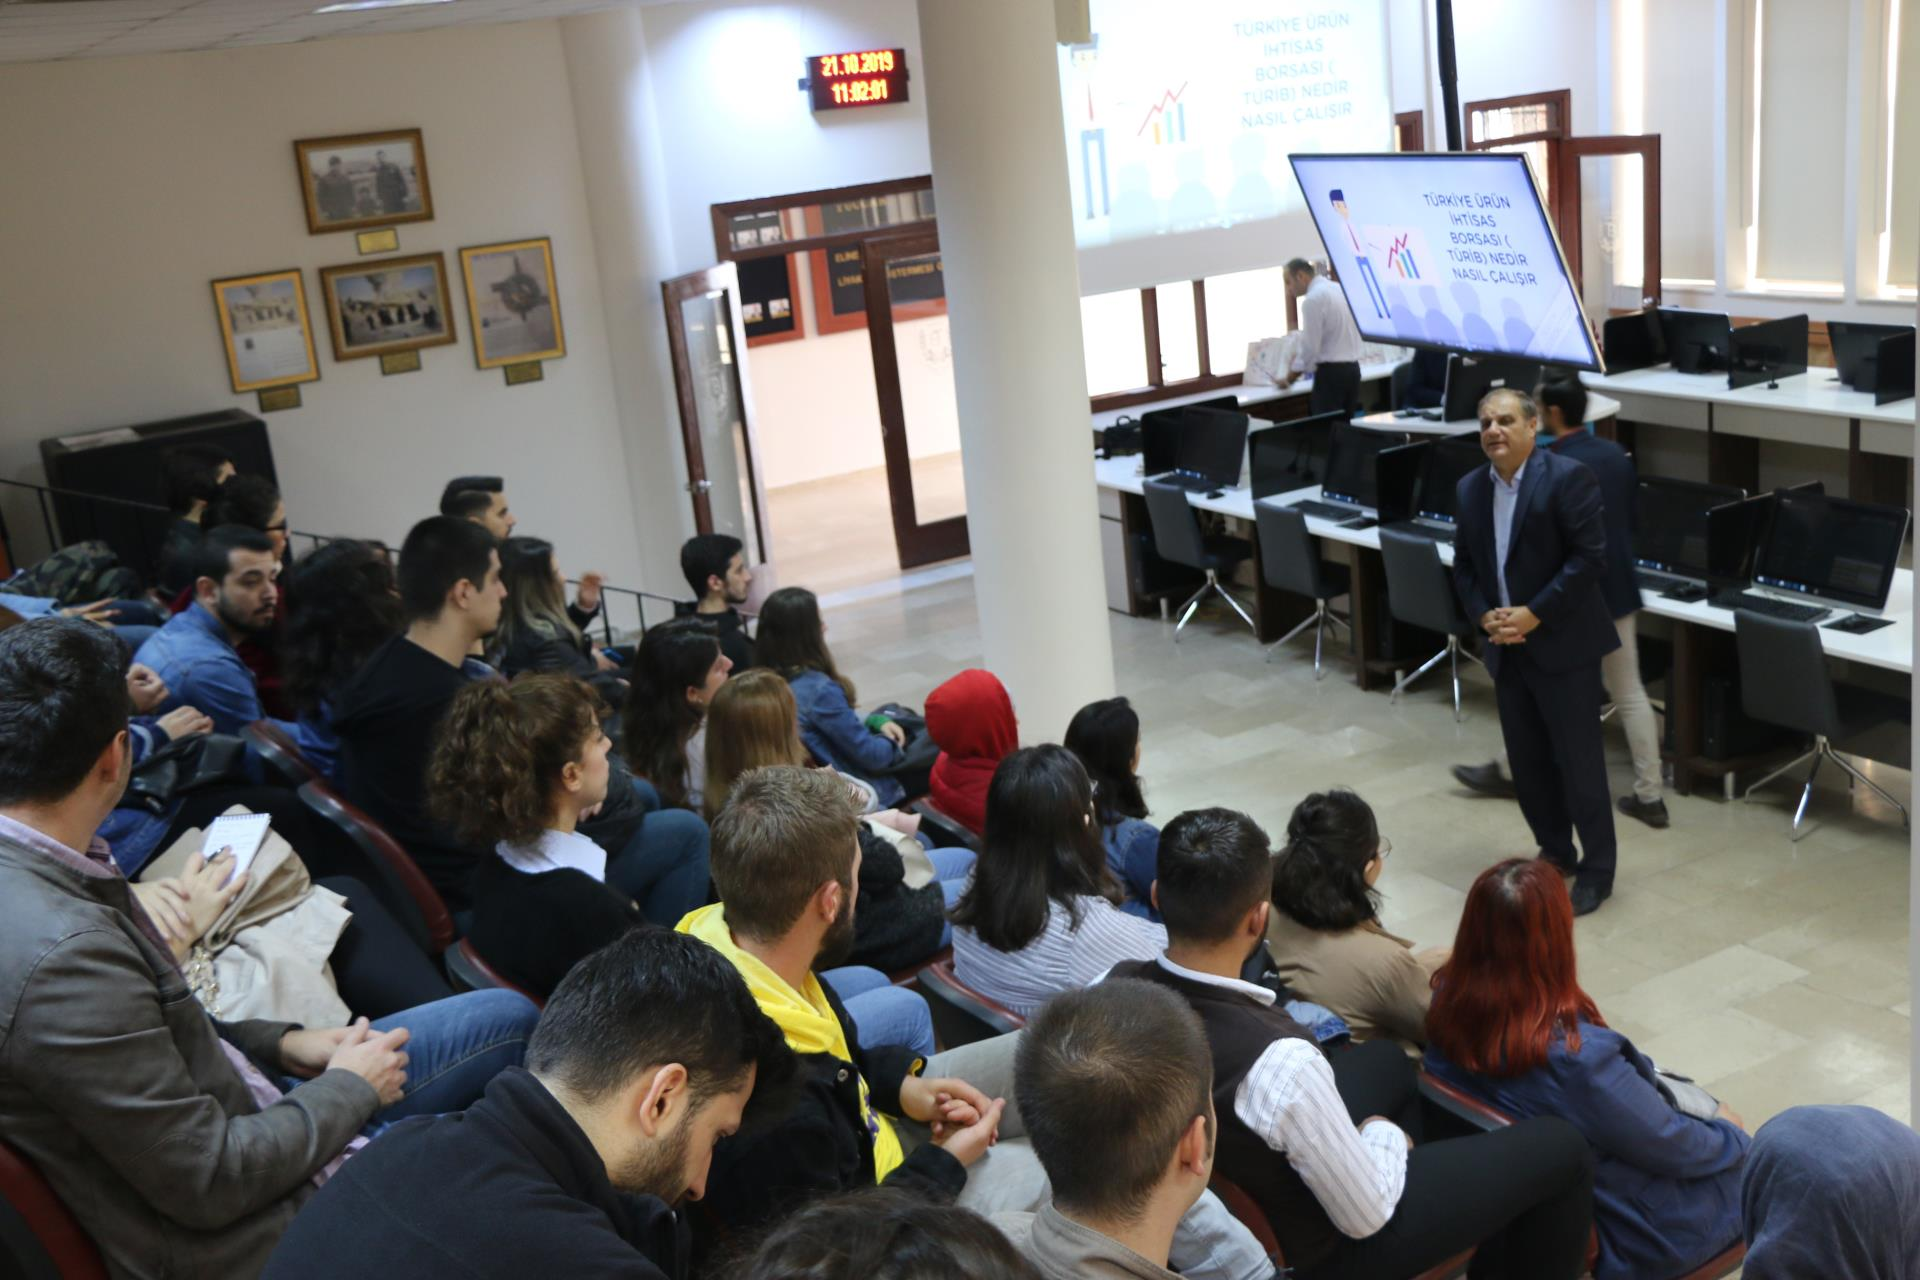 21.10.2019
11:02:01
TÜRKİYE ÜRÜN
İHTİSAS
BORSASI (
TÜRİB) NEDİR
NASIL ÇALIŞIR
TÜRKİYE ÜRÜN
İHTİSAS
BORSASI (
TÜRİB) NEDİR
NASIL ÇALIŞIR